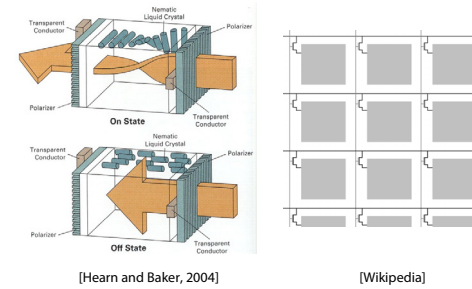 Nematic
Liquid Crystal
Transparent
Conductor
Polarizer
Polarizer
Transparent
Conductor
On State
Nematic
Liquid Crystal
Transparent
Conductor
Polarizer
Polarizer
Transparent
Conductor
Off State
[Hearn and Baker, 2004]
[Wikipedia]